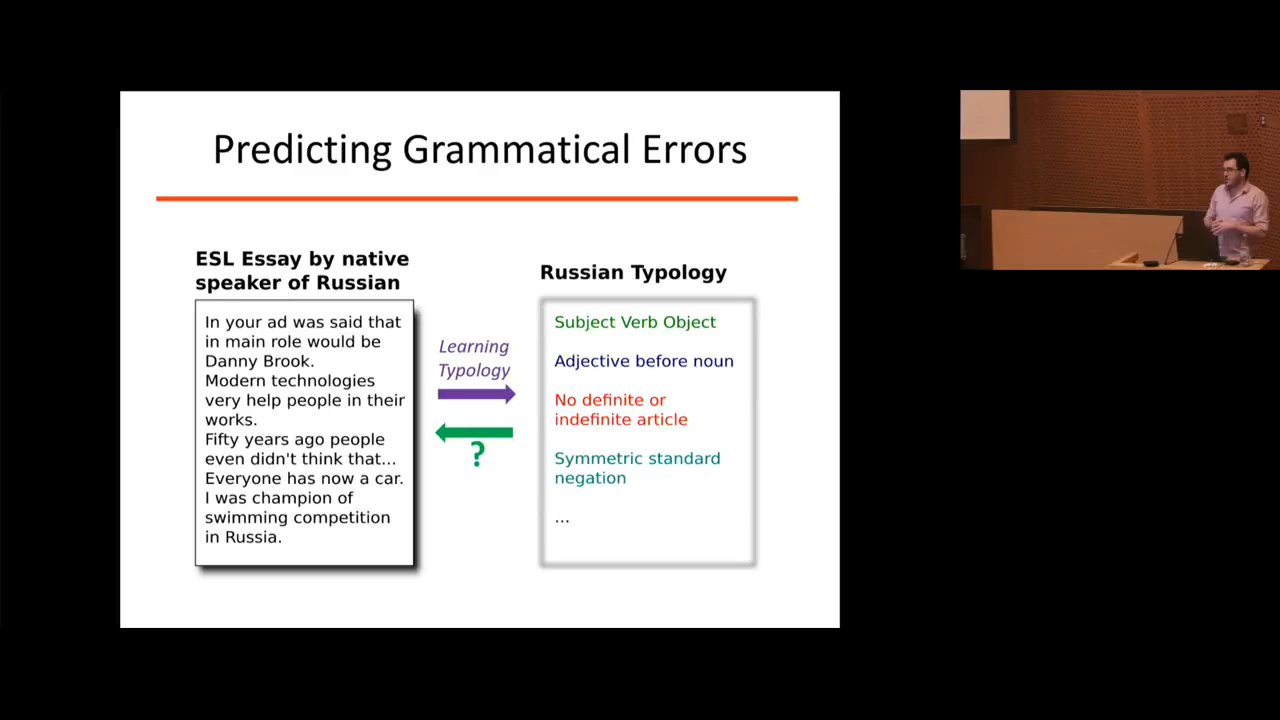 Predicting Grammatical Errors
ESL Essay by native
speaker of Russian
In your ad was said that
in main role would be
Danny Brook.
Modern technologies
very help people in their
works.
Fifty years ago people
even didn't think that...
Everyone has now a car.
I was champion of
swimming competition
in Russia.
Learning
Typology
?
Russian Typology
Subject Verb Object
Adjective before noun
No definite or
indefinite article
Symmetric standard
negation
...